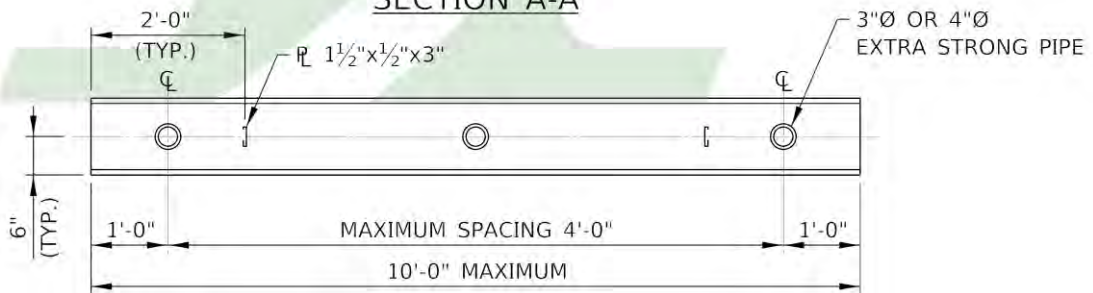 SECTION A-A
2'-0"
(TYP.)
℄
PL 1½"x½"x3"
℄
3"Ø OR 4"Ø
EXTRA STRONG PIPE
6"
(TYP.)
1'-0"
MAXIMUM SPACING 4'-0"
1'-0"
10'-0" MAXIMUM